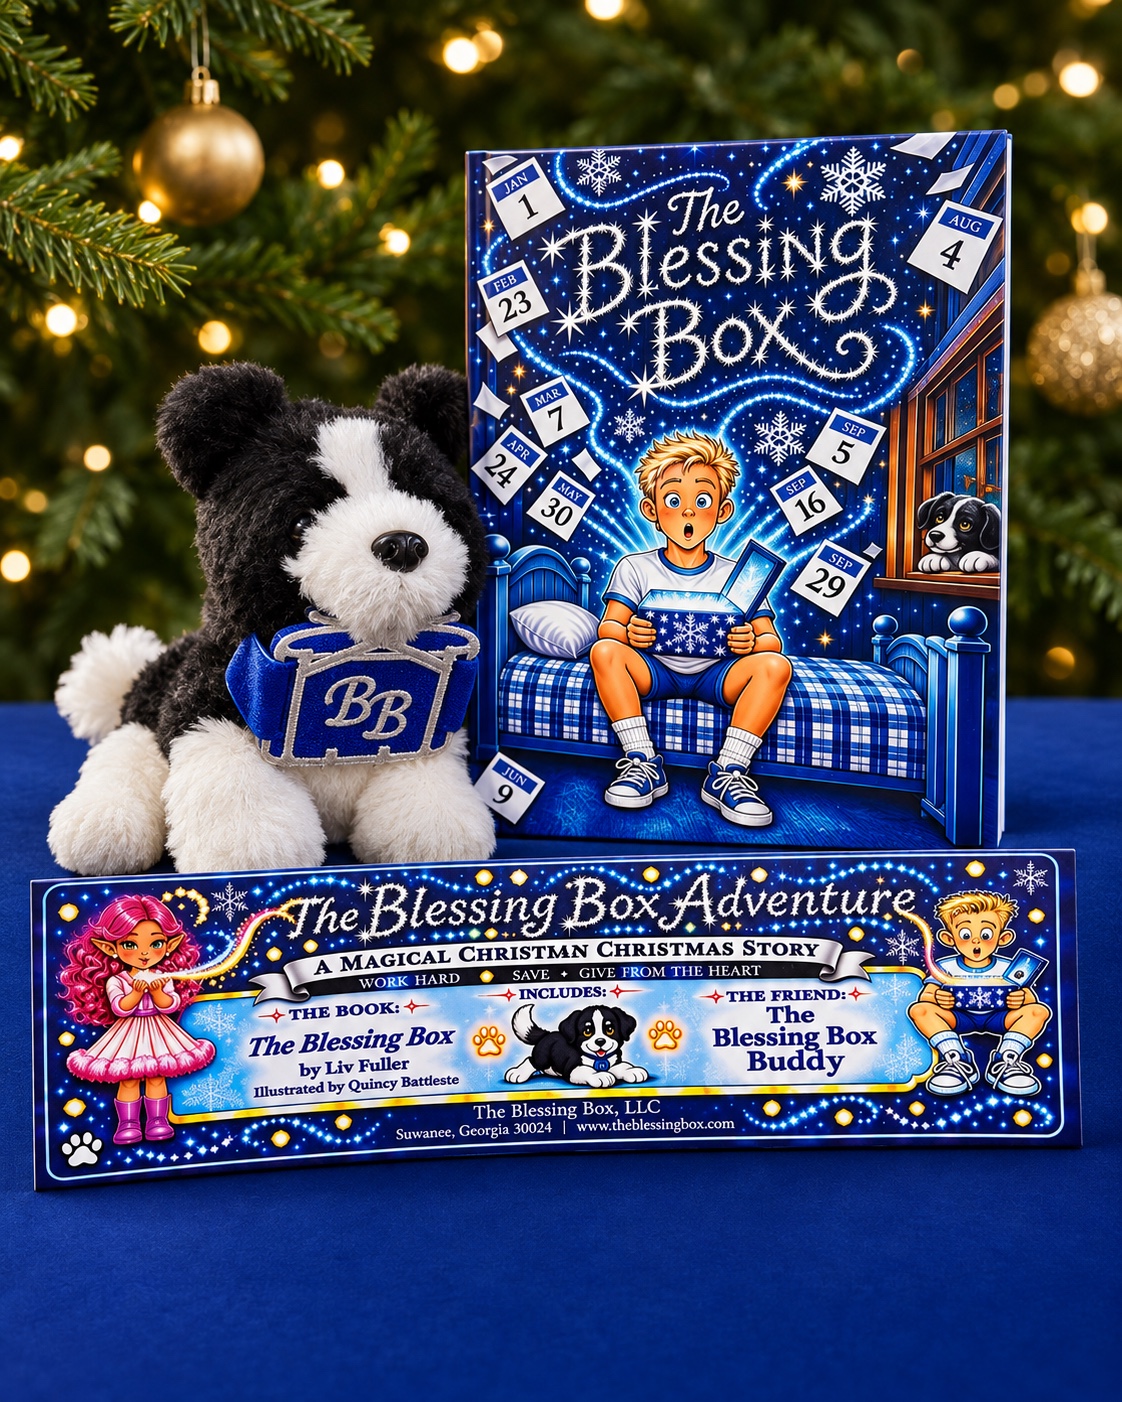 The
Blessing
Box
JAN
1
AUG
4
FEB
23
MAR
7
APR
24
MAY
30
SEP
5
SEP
16
SEP
29
JUN
9
BB
The Blessing Box Adventure
A MAGICAL CHRISTMAN CHRISTMAS STORY
WORK HARD SAVE GIVE FROM THE HEART
THE BOOK:
The Blessing Box
by Liv Fuller
Illustrated by Quincy Battleste
INCLUDES:
THE FRIEND:
The
Blessing Box
Buddy
The Blessing Box, LLC
Suwanee, Georgia 30024 | www.theblessingbox.com